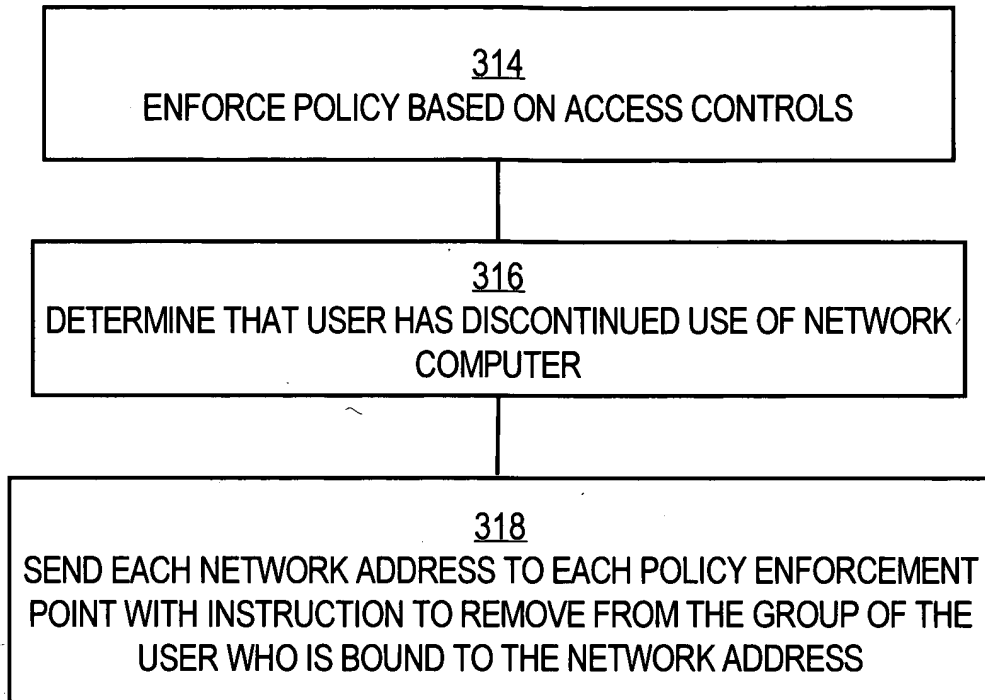 314
ENFORCE POLICY BASED ON ACCESS CONTROLS
316
DETERMINE THAT USER HAS DISCONTINUED USE OF NETWORK
COMPUTER
318
SEND EACH NETWORK ADDRESS TO EACH POLICY ENFORCEMENT
POINT WITH INSTRUCTION TO REMOVE FROM THE GROUP OF THE
USER WHO IS BOUND TO THE NETWORK ADDRESS